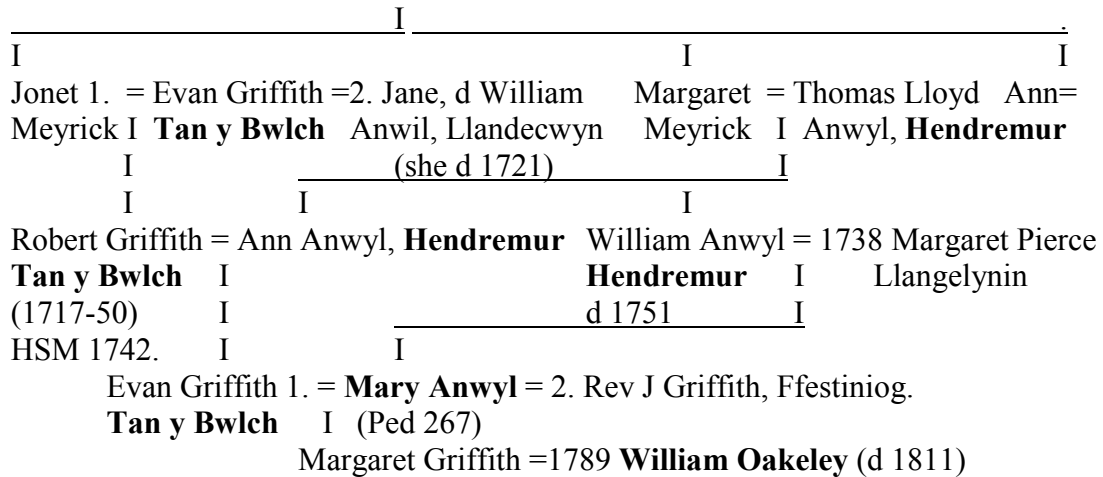 I .
I I I
Jonet 1. = Evan Griffith =2. Jane, d William Margaret = Thomas Lloyd Ann=
Meyrick I Tan y Bwlch Anwil, Llandecwyn Meyrick I Anwyl, Hendremur
I (she d 1721) I
I I I
Robert Griffith = Ann Anwyl, Hendremur William Anwyl = 1738 Margaret Pierce
Tan y Bwlch I Hendremur I Llangelynin
(1717-50) I d 1751 I
HSM 1742. I I
Evan Griffith 1. = Mary Anwyl = 2. Rev J Griffith, Ffestiniog.
Tan y Bwlch I (Ped 267)
Margaret Griffith =1789 William Oakeley (d 1811)